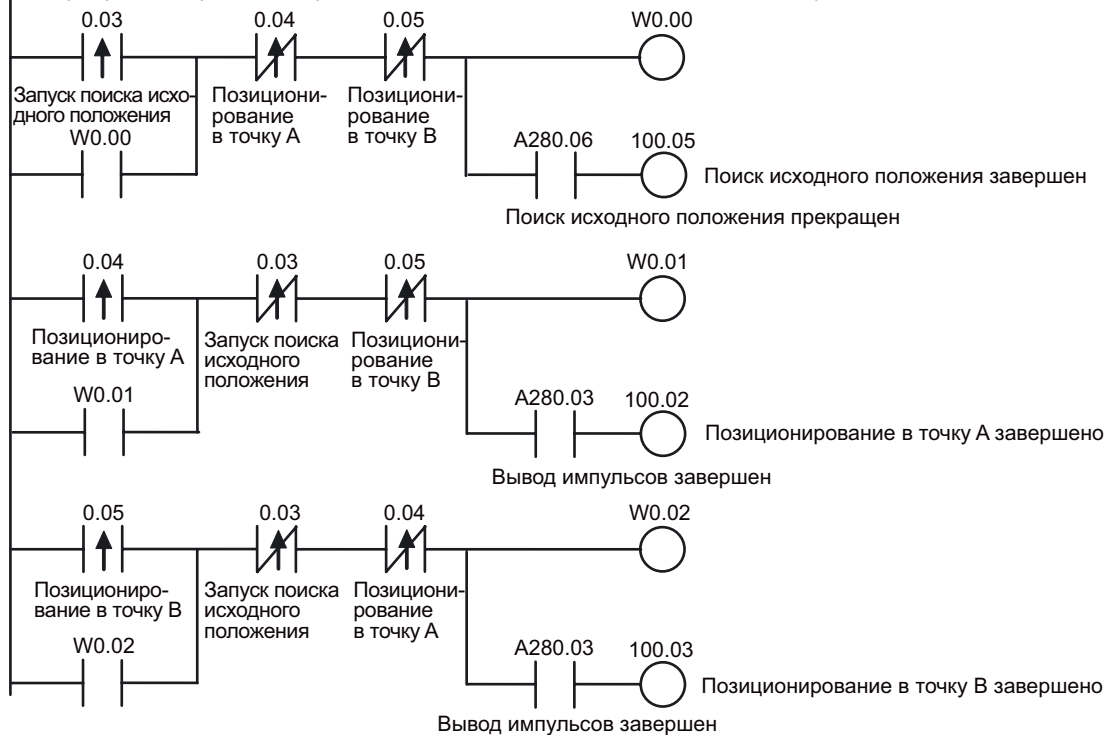 0.03 0.04 0.05 W0.00
Запуск поиска исхо-
дного положения
Позициони-
рование
в точку A
Позициони-
рование
в точку B
W0.00
A280.06 100.05
Поиск исходного положения завершен
Поиск исходного положения прекращен
0.04 0.03 0.05 W0.01
Позициониро-
вание в точку A
Запуск поиска
исходного
положения
Позициони-
рование
в точку B
W0.01
A280.03 100.02
Позиционирование в точку A завершено
Вывод импульсов завершен
0.05 0.03 0.04 W0.02
Позициониро-
вание в точку B
Запуск поиска
исходного
положения
Позициони-
рование
в точку A
W0.02
A280.03 100.03
Позиционирование в точку B завершено
Вывод импульсов завершен